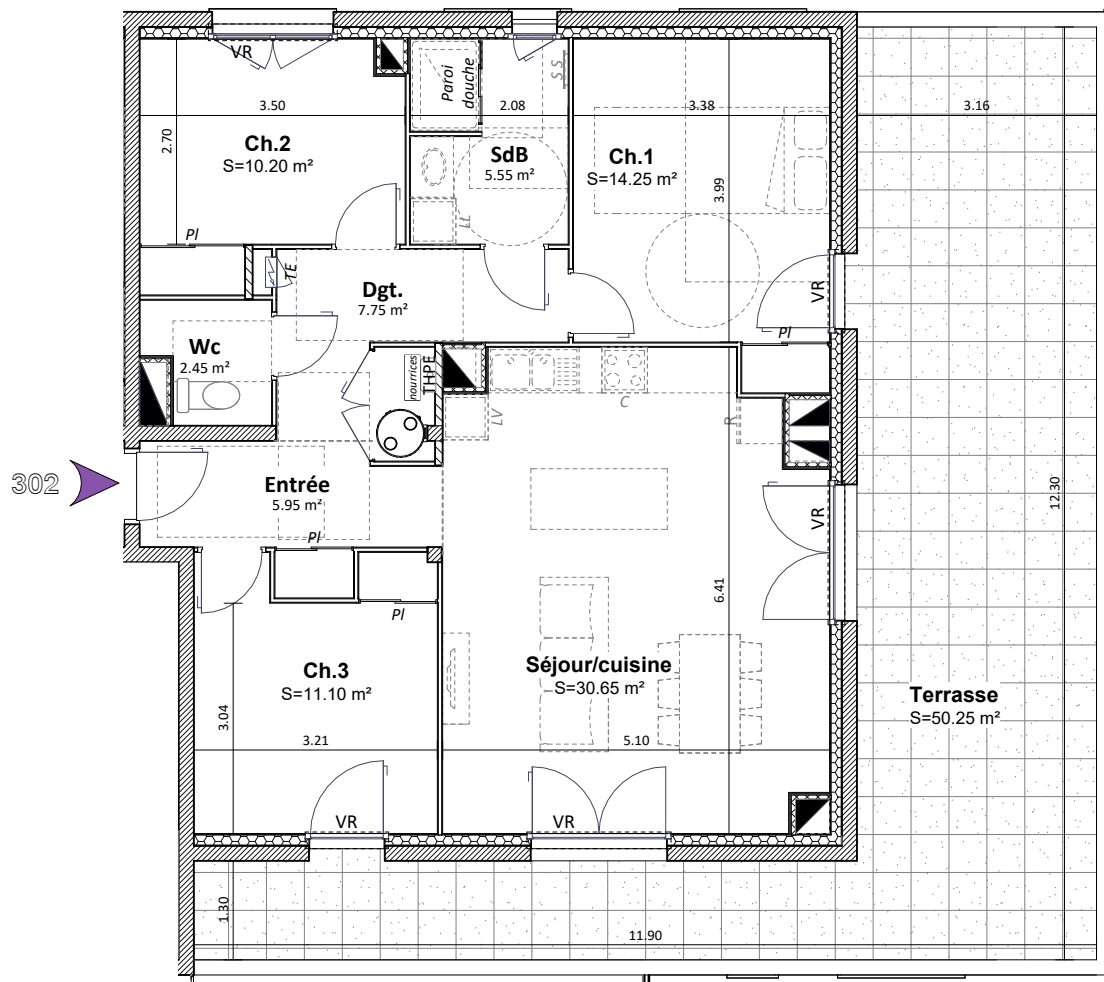 VR
3.50
2.70
Ch.2
S=10.20 m²
Pl
Paroi
douche
2.08
S S
SdB
5.55 m²
LL
3.38
Ch.1
S=14.25 m²
3.99
VR
Pl
3.16
TE
Dgt.
7.75 m²
Wc
2.45 m²
nourrices
THPE
LV
C
R
302
Entrée
5.95 m²
Pl
Pl
VR
12.30
6.41
Ch.3
S=11.10 m²
3.04
3.21
VR
Séjour/cuisine
S=30.65 m²
5.10
VR
Terrasse
S=50.25 m²
1.30
11.90